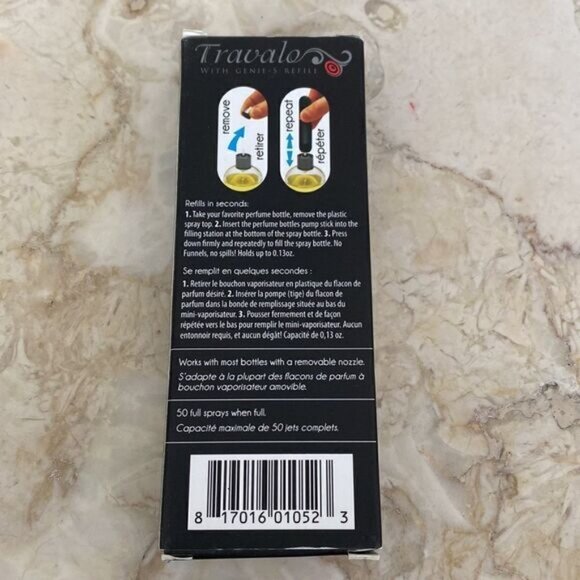 Travalo
WITH GENIE-S REFILL
remove
retirer
repeat
répéter
Refills in seconds:
1. Take your favorite perfume bottle, remove the plastic
spray top. 2. Insert the perfume bottles pump stick into the
filling station at the bottom of the spray bottle. 3. Press
down firmly and repeatedly to fill the spray bottle. No
Funnels, no spills! Holds up to 0.13oz.
Se remplit en quelques secondes :
1. Retirer le bouchon vaporisateur en plastique du flacon de
parfum désiré. 2. Insérer la pompe (tige) du flacon de
parfum dans la bonde de remplissage située au bas du
mini-vaporisateur. 3. Pousser fermement et de façon
répétée vers le bas pour remplir le mini-vaporisateur. Aucun
entonnoir requis, et aucun dégât! Capacité de 0,13 oz.
Works with most bottles with a removable nozzle.
S'adapte à la plupart des flacons de parfum à
bouchon vaporisateur amovible.
50 full sprays when full.
Capacité maximale de 50 jets complets.
8 17016 01052 3